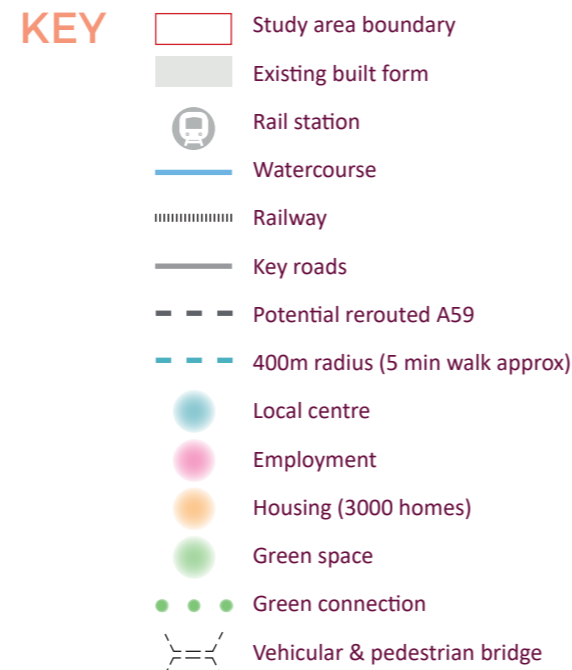 KEY
Study area boundary
Existing built form
Rail station
Watercourse
Railway
Key roads
Potential rerouted A59
400m radius (5 min walk approx)
Local centre
Employment
Housing (3000 homes)
Green space
Green connection
Vehicular & pedestrian bridge